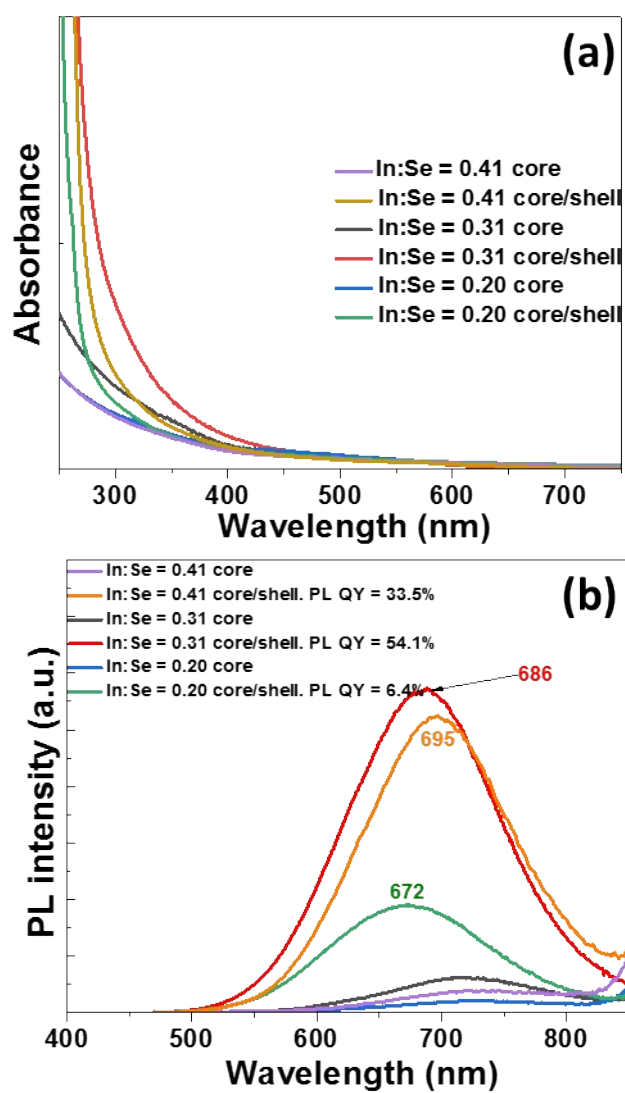 (a)
In:Se = 0.41 core
In:Se = 0.41 core/shell
In:Se = 0.31 core
In:Se = 0.31 core/shell
In:Se = 0.20 core
In:Se = 0.20 core/shell
Absorbance
300 400 500 600 700
Wavelength (nm)
(b)
In:Se = 0.41 core
In:Se = 0.41 core/shell. PL QY = 33.5%
In:Se = 0.31 core
In:Se = 0.31 core/shell. PL QY = 54.1%
In:Se = 0.20 core
In:Se = 0.20 core/shell. PL QY = 6.4%
686
695
672
PL intensity (a.u.)
400 500 600 700 800
Wavelength (nm)